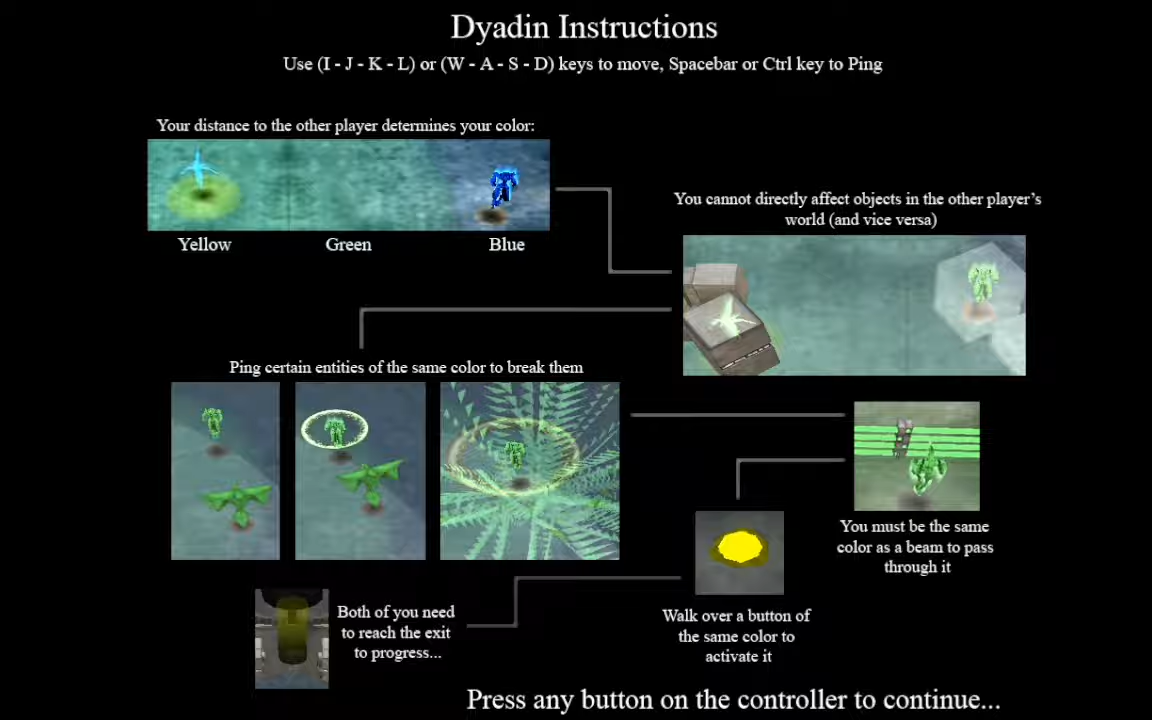 Dyadin Instructions
Use (I - J - K - L) or (W - A - S - D) keys to move, Spacebar or Ctrl key to Ping
Your distance to the other player determines your color:
Yellow
Green
Blue
You cannot directly affect objects in the other player's
world (and vice versa)
Ping certain entities of the same color to break them
You must be the same
color as a beam to pass
through it
Walk over a button of
the same color to
activate it
Both of you need
to reach the exit
to progress...
Press any button on the controller to continue...